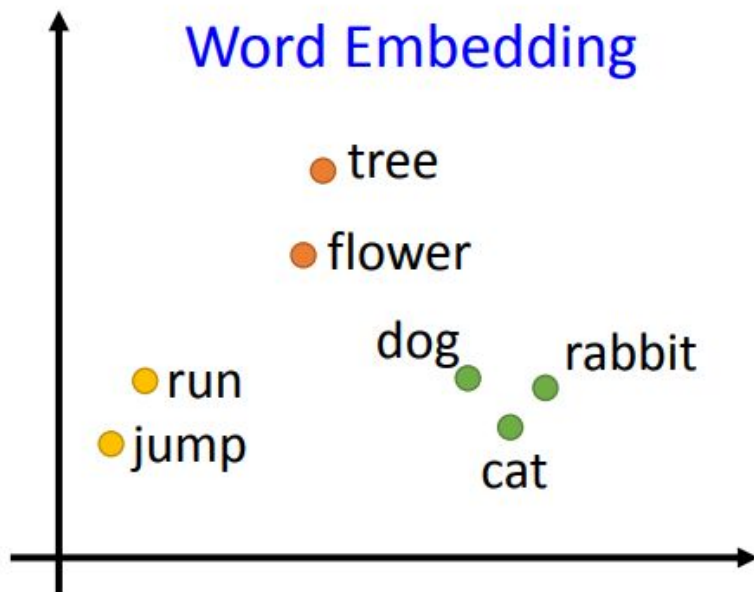 Word Embedding
tree
flower
dog
rabbit
run
jump
cat